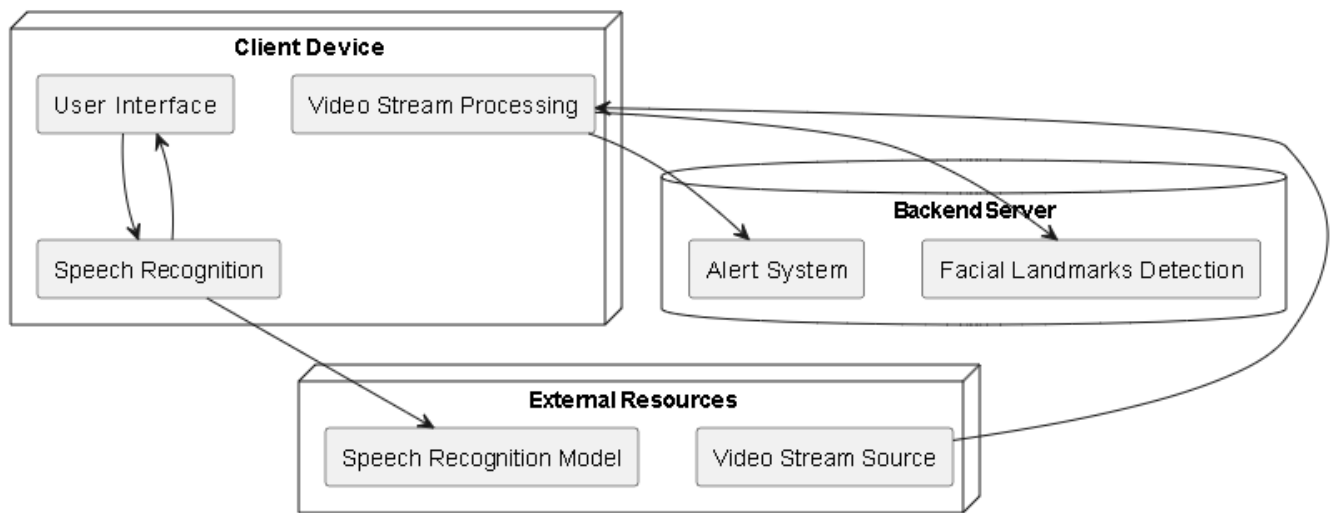 Client Device
User Interface
Video Stream Processing
Speech Recognition
Backend Server
Alert System
Facial Landmarks Detection
External Resources
Speech Recognition Model
Video Stream Source